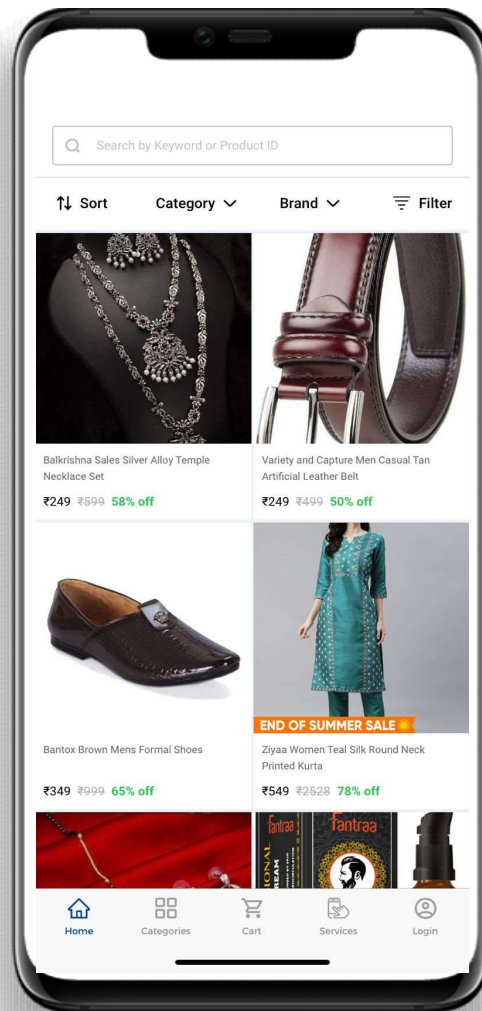 Search by Keyword or Product ID
Sort Category Brand Filter
Balkrishna Sales Silver Alloy Temple
Necklace Set
₹249 ₹599 58% off
Variety and Capture Men Casual Tan
Artificial Leather Belt
₹249 ₹499 50% off
Bantox Brown Mens Formal Shoes
₹349 ₹999 65% off
END OF SUMMER SALE
Ziyaa Women Teal Silk Round Neck
Printed Kurta
₹549 ₹2528 78% off
fantraa
fantraa
Home Categories Cart Services Login